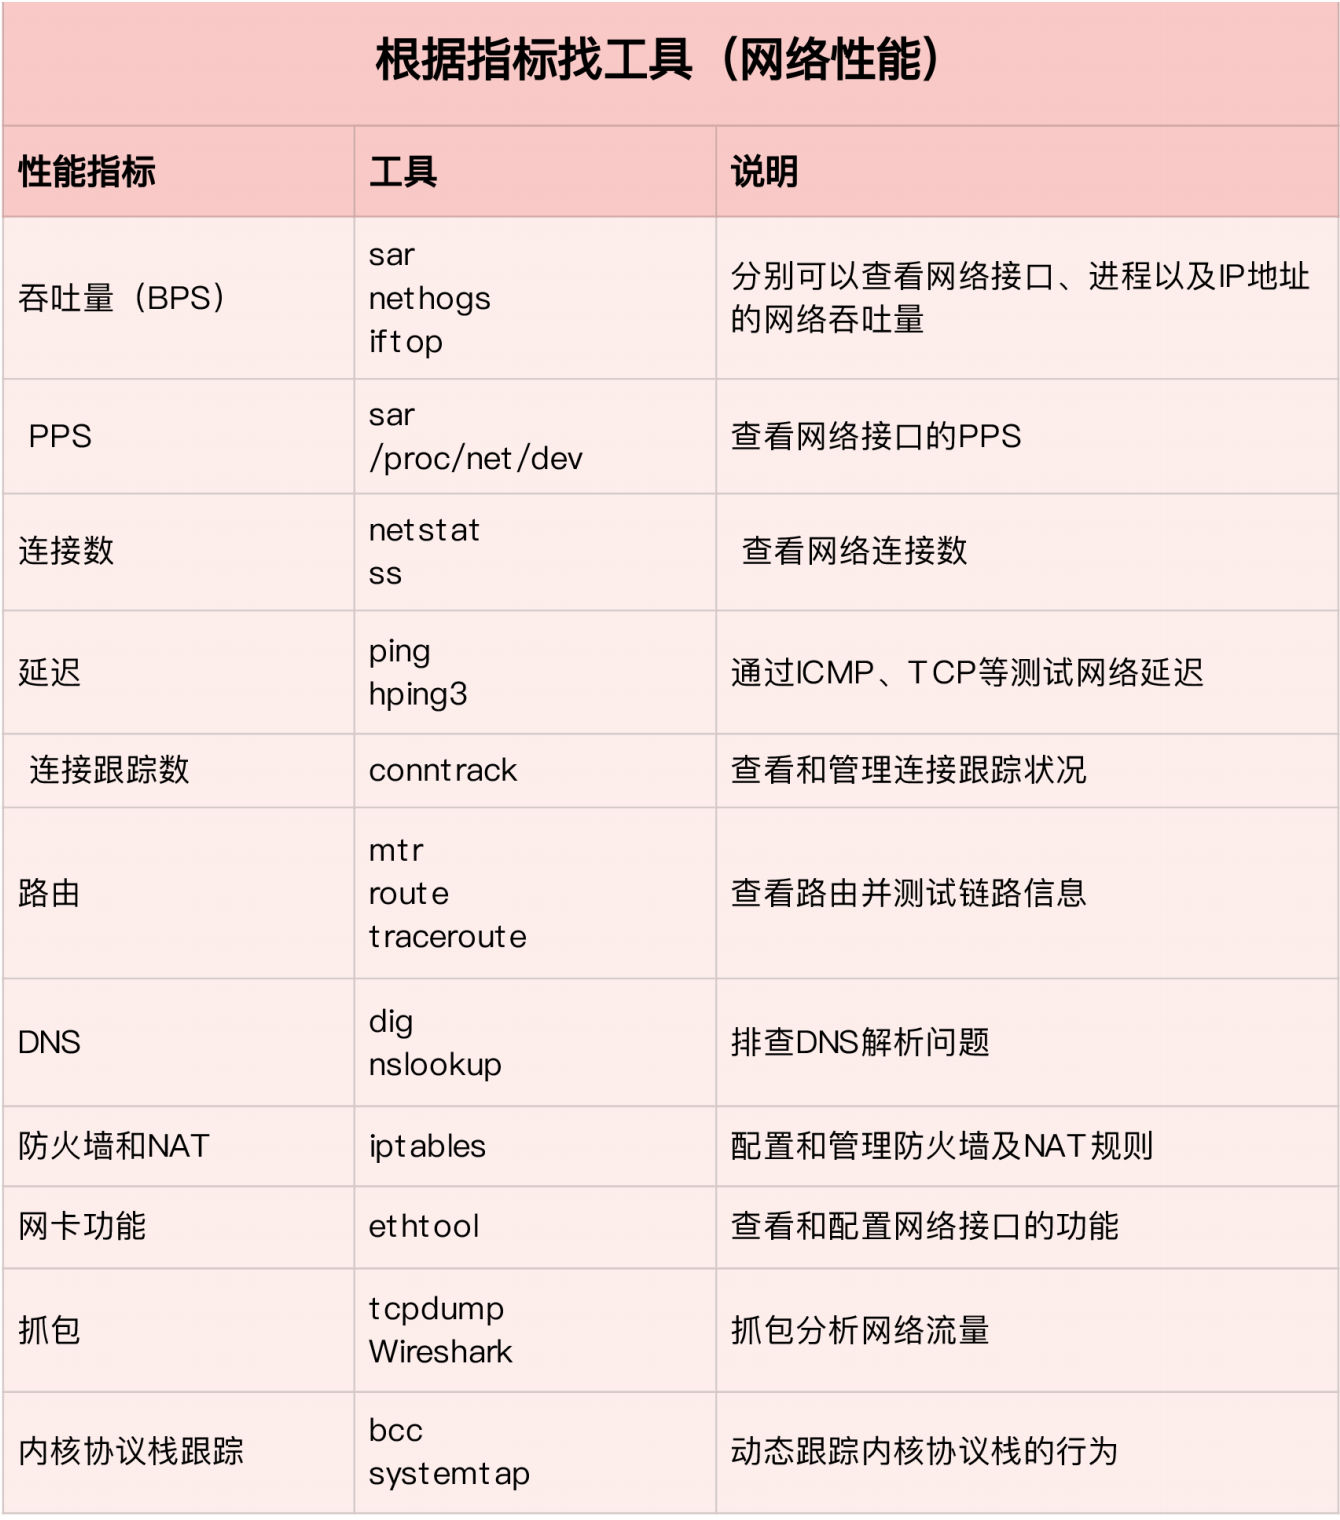 根据指标找工具（网络性能）
性能指标
工具
说明
吞吐量（BPS）
sar
nethogs
iftop
分别可以查看网络接口、进程以及IP地址
的网络吞吐量
PPS
sar
/proc/net/dev
查看网络接口的PPS
连接数
netstat
ss
查看网络连接数
延迟
ping
hping3
通过ICMP、TCP等测试网络延迟
连接跟踪数
conntrack
查看和管理连接跟踪状况
路由
mtr
route
traceroute
查看路由并测试链路信息
DNS
dig
nslookup
排查DNS解析问题
防火墙和NAT
iptables
配置和管理防火墙及NAT规则
网卡功能
ethtool
查看和配置网络接口的功能
抓包
tcpdump
Wireshark
抓包分析网络流量
内核协议栈跟踪
bcc
systemtap
动态跟踪内核协议栈的行为